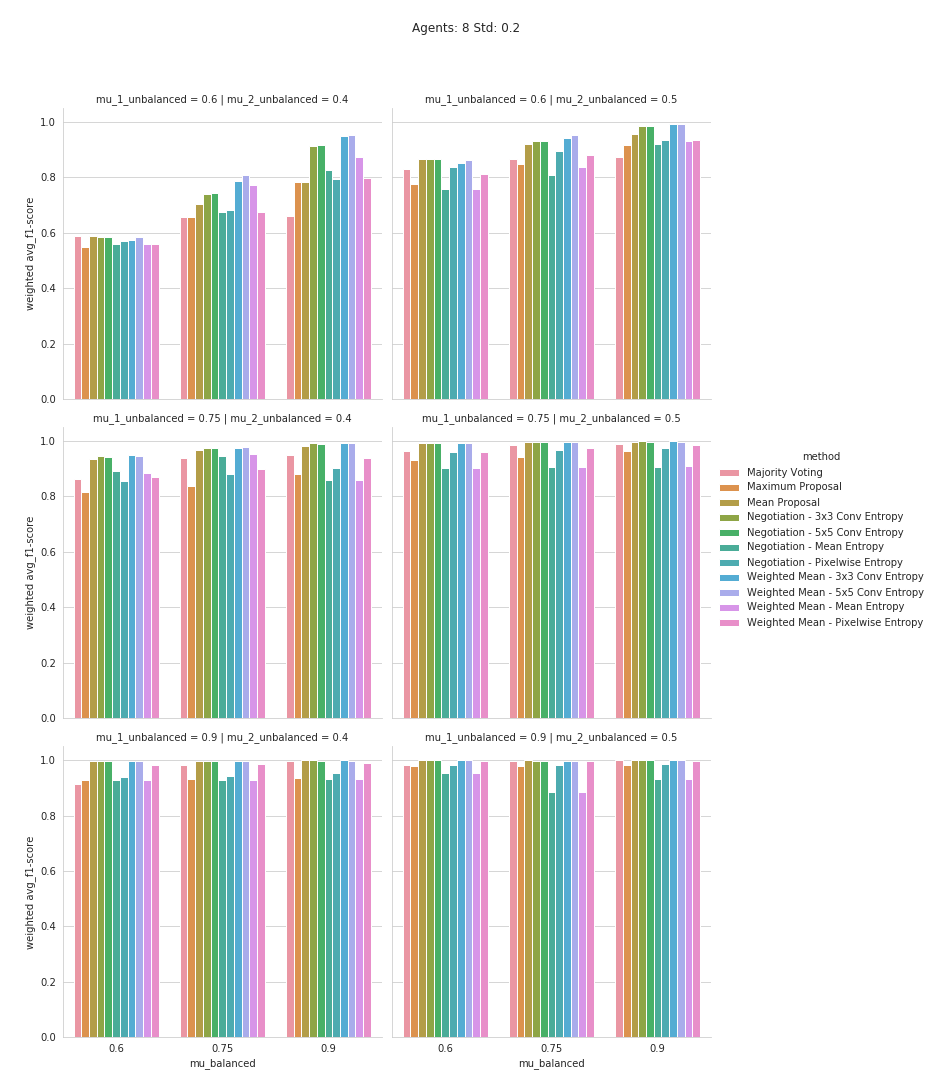 Agents: 8 Std: 0.2
mu_1_unbalanced = 0.6 | mu_2_unbalanced = 0.4
mu_1_unbalanced = 0.6 | mu_2_unbalanced = 0.5
1.0
0.8
0.6
0.4
0.2
0.0
weighted avg_f1-score
mu_1_unbalanced = 0.75 | mu_2_unbalanced = 0.4
mu_1_unbalanced = 0.75 | mu_2_unbalanced = 0.5
1.0
0.8
0.6
0.4
0.2
0.0
weighted avg_f1-score
method
Majority Voting
Maximum Proposal
Mean Proposal
Negotiation - 3x3 Conv Entropy
Negotiation - 5x5 Conv Entropy
Negotiation - Mean Entropy
Negotiation - Pixelwise Entropy
Weighted Mean - 3x3 Conv Entropy
Weighted Mean - 5x5 Conv Entropy
Weighted Mean - Mean Entropy
Weighted Mean - Pixelwise Entropy
mu_1_unbalanced = 0.9 | mu_2_unbalanced = 0.4
mu_1_unbalanced = 0.9 | mu_2_unbalanced = 0.5
1.0
0.8
0.6
0.4
0.2
0.0
weighted avg_f1-score
0.6 0.75 0.9
mu_balanced
0.6 0.75 0.9
mu_balanced